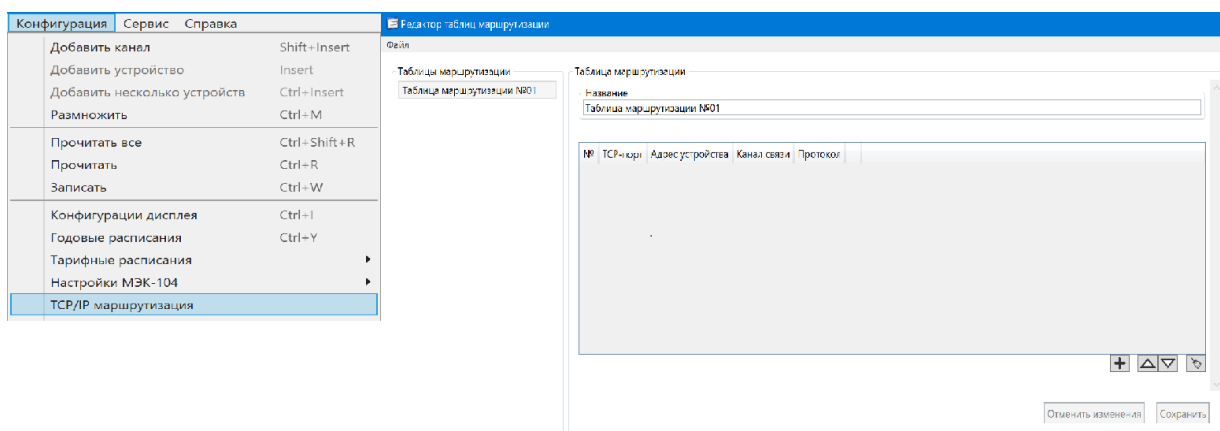 Конфигурация Сервис Справка
Добавить канал Shift+Insert
Добавить устройство Insert
Добавить несколько устройств Ctrl+Insert
Размножить Ctrl+M
Прочитать все Ctrl+Shift+R
Прочитать Ctrl+R
Записать Ctrl+W
Конфигурации дисплея Ctrl+I
Годовые расписания Ctrl+Y
Тарифные расписания
Настройки МЭК-104
TCP/IP маршрутизация
Редактор таблиц маршрутизации
Файл
Таблицы маршрутизации
Таблица маршрутизации №01
Таблица маршрутизации
Название
Таблица маршрутизации №01
№ TCP-порт Адрес устройства Канал связи Протокол
Отменить изменения Сохранить